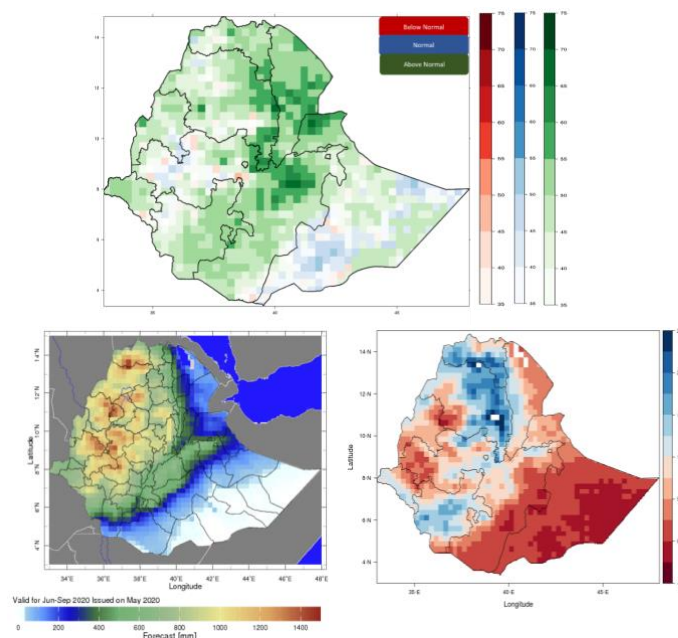 Below Normal
Normal
Above Normal
75 75 75
70 70 70
65 65 65
60 60 60
55 55 55
50 50 50
45 45 45
40 40 40
35 35 35
35 40 45
14°N
12°N
10°N
8°N
6°N
4°N
Latitude
34°E 36°E 38°E 40°E 42°E 44°E 46°E 48°E
Longitude
Valid for Jun-Sep 2020 Issued on May 2020
0 200 400 600 800 1000 1400
Forecast [mm]
14°N
12°N
10°N
8°N
6°N
4°N
Latitude
35°E 40°E 45°E
Longitude